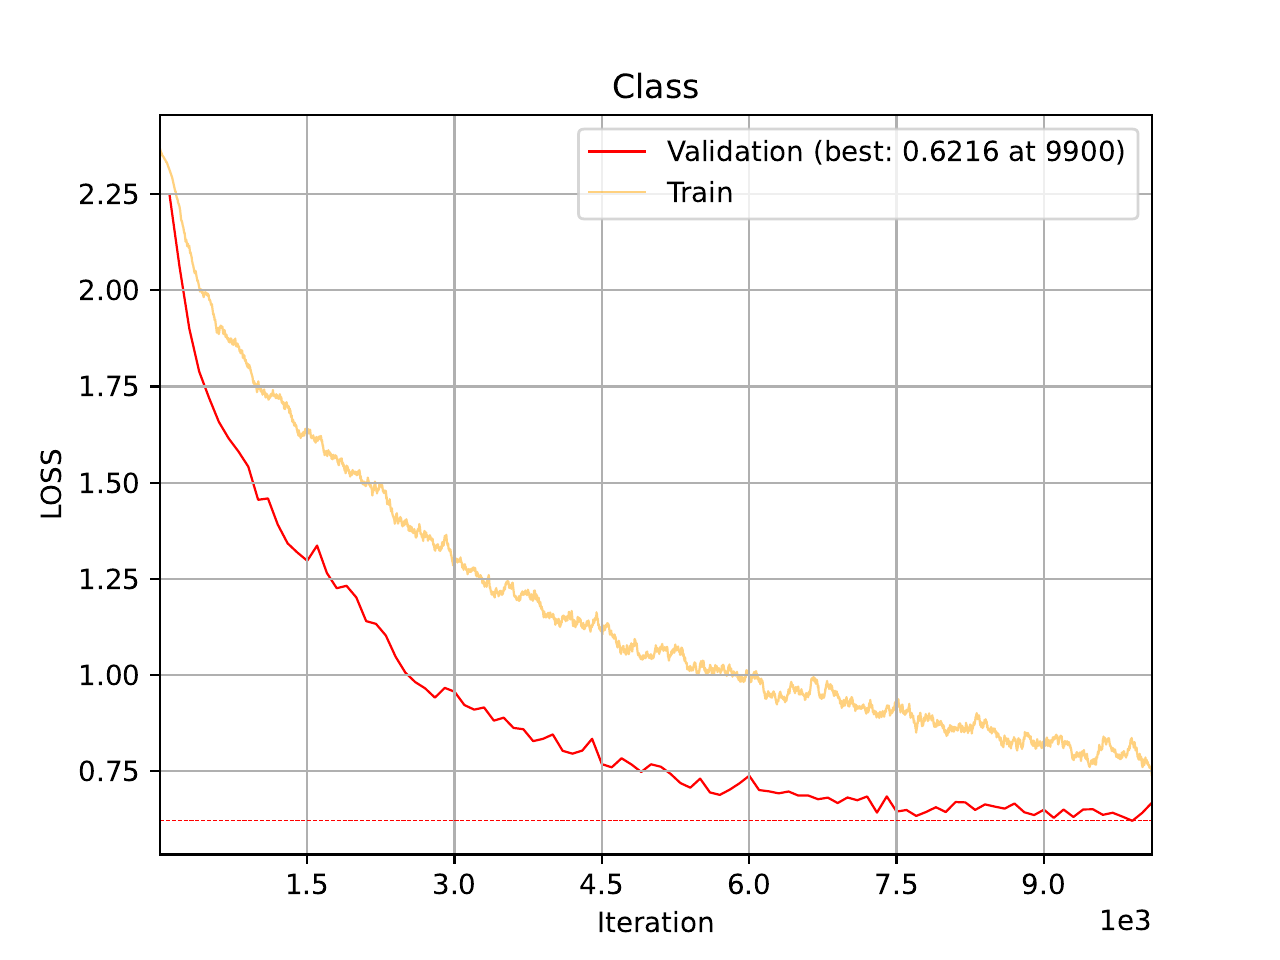 Class
Validation (best: 0.6216 at 9900)
Train
2.25
2.00
1.75
1.50
1.25
1.00
0.75
LOSS
1.5 3.0 4.5 6.0 7.5 9.0
Iteration
1e3